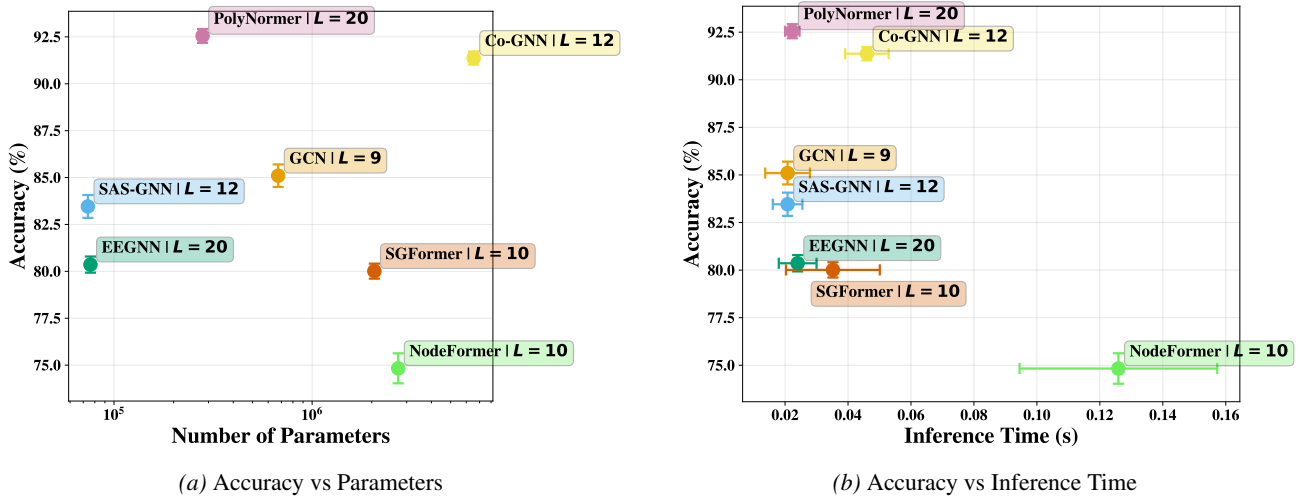 PolyNormer | L = 20
Co-GNN | L = 12
GCN | L = 9
SAS-GNN | L = 12
EEGNN | L = 20
SGFormer | L = 10
NodeFormer | L = 10
92.5
90.0
87.5
85.0
82.5
80.0
77.5
75.0
Accuracy (%)
10⁵
10⁶
Number of Parameters
(a) Accuracy vs Parameters
PolyNormer | L = 20
Co-GNN | L = 12
GCN | L = 9
SAS-GNN | L = 12
EEGNN | L = 20
SGFormer | L = 10
NodeFormer | L = 10
92.5
90.0
87.5
85.0
82.5
80.0
77.5
75.0
Accuracy (%)
0.02 0.04 0.06 0.08 0.10 0.12 0.14 0.16
Inference Time (s)
(b) Accuracy vs Inference Time